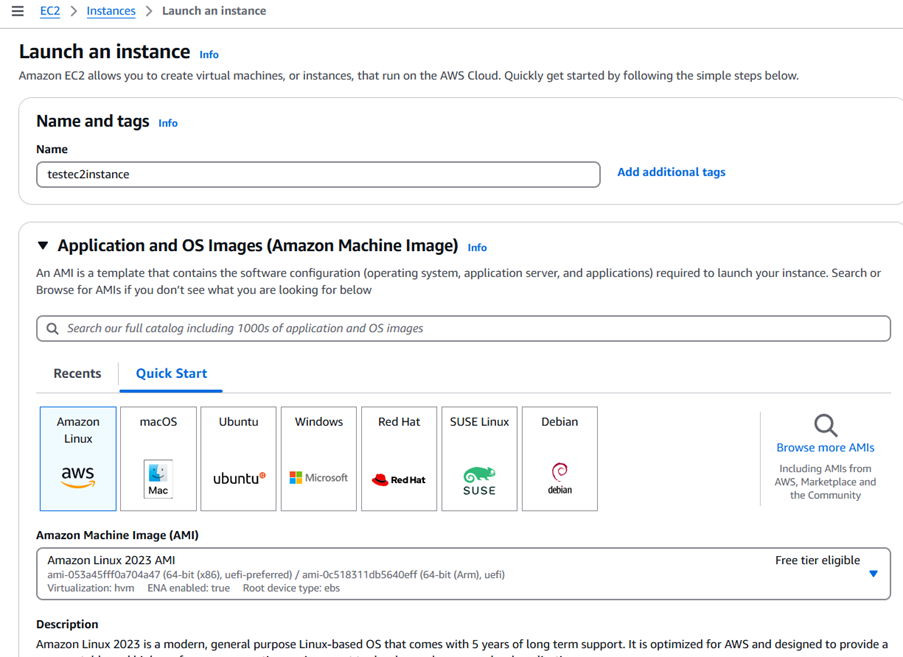 EC2 > Instances > Launch an instance
Launch an instance Info
Amazon EC2 allows you to create virtual machines, or instances, that run on the AWS Cloud. Quickly get started by following the simple steps below.
Name and tags Info
Name
testec2instance
Add additional tags
Application and OS Images (Amazon Machine Image) Info
An AMI is a template that contains the software configuration (operating system, application server, and applications) required to launch your instance. Search or
Browse for AMIs if you don’t see what you are looking for below
Search our full catalog including 1000s of application and OS images
Recents
Quick Start
Amazon
Linux
aws
macOS
Mac
Ubuntu
ubuntu
Windows
Microsoft
Red Hat
Red Hat
SUSE Linux
SUSE
Debian
debian
Browse more AMIs
Including AMIs from
AWS, Marketplace and
the Community
Amazon Machine Image (AMI)
Amazon Linux 2023 AMI
Free tier eligible
ami-053a45fff0a704a47 (64-bit (x86), uefi-preferred) / ami-0c518311db5640eff (64-bit (Arm), uefi)
Virtualization: hvm ENA enabled: true Root device type: ebs
Description
Amazon Linux 2023 is a modern, general purpose Linux-based OS that comes with 5 years of long term support. It is optimized for AWS and designed to provide a